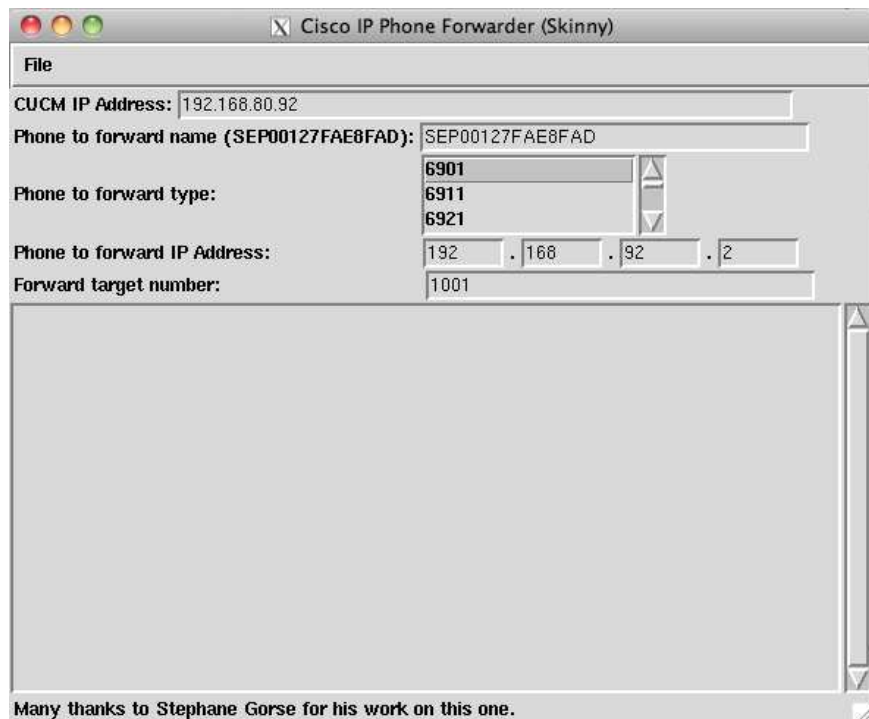 X Cisco IP Phone Forwarder (Skinny)
File
CUCM IP Address: 192.168.80.92
Phone to forward name (SEP00127FAE8FAD): SEP00127FAE8FAD
Phone to forward type:
6901
6911
6921
Phone to forward IP Address: 192 . 168 . 92 . 2
Forward target number: 1001
Many thanks to Stephane Gorse for his work on this one.